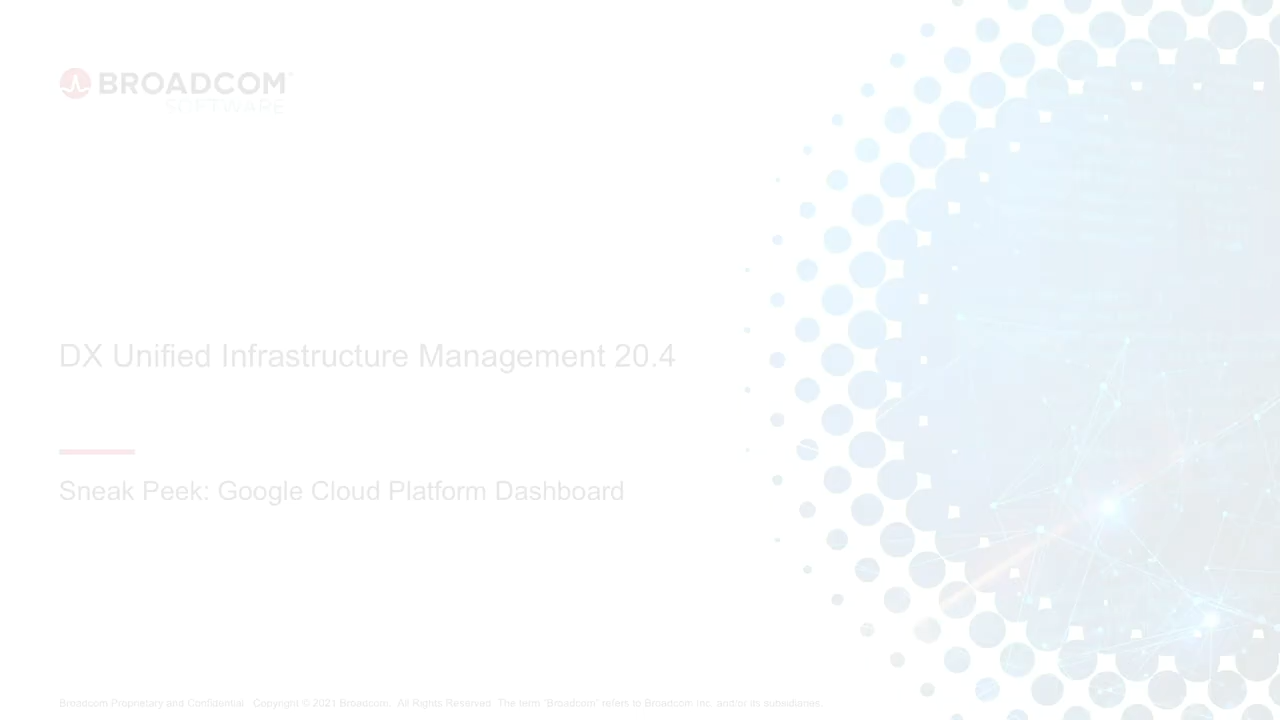 BROADCOM
SOFTWARE
DX Unified Infrastructure Management 20.4
Sneak Peek: Google Cloud Platform Dashboard
Broadcom Proprietary and Confidential. Copyright © 2021 Broadcom. All Rights Reserved. The term “Broadcom” refers to Broadcom Inc. and/or its subsidiaries.